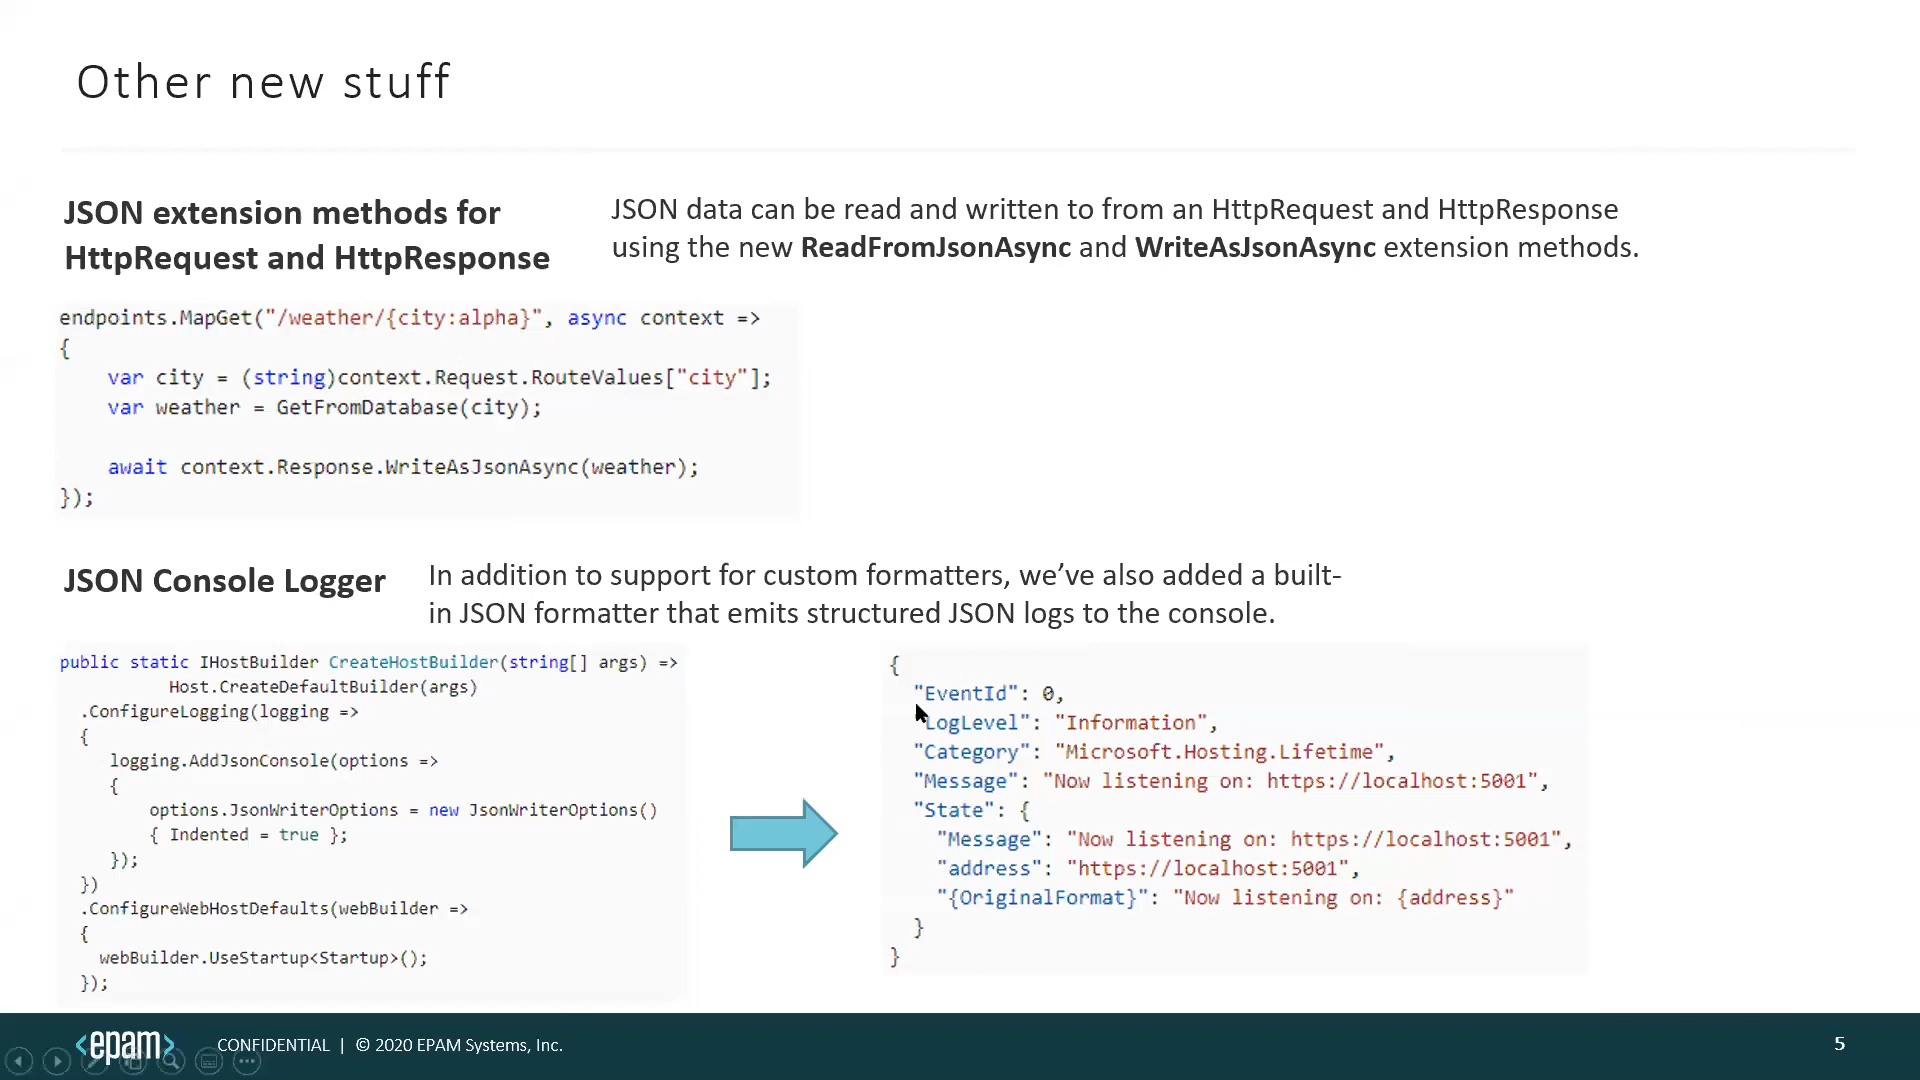 Other new stuff
JSON extension methods for
HttpRequest and HttpResponse
JSON data can be read and written to from an HttpRequest and HttpResponse
using the new ReadFromJsonAsync and WriteAsJsonAsync extension methods.
endpoints.MapGet("/weather/{city:alpha}", async context =>
{
    var city = (string)context.Request.RouteValues["city"];
    var weather = GetFromDatabase(city);

    await context.Response.WriteAsJsonAsync(weather);
});
JSON Console Logger
In addition to support for custom formatters, we’ve also added a built-
in JSON formatter that emits structured JSON logs to the console.
public static IHostBuilder CreateHostBuilder(string[] args) =>
           Host.CreateDefaultBuilder(args)
  .ConfigureLogging(logging =>
  {
     logging.AddJsonConsole(options =>
     {
         options.JsonWriterOptions = new JsonWriterOptions()
         { Indented = true };
     });
  })
  .ConfigureWebHostDefaults(webBuilder =>
  {
    webBuilder.UseStartup<Startup>();
  });
{
  "EventId": 0,
  "LogLevel": "Information",
  "Category": "Microsoft.Hosting.Lifetime",
  "Message": "Now listening on: https://localhost:5001",
  "State": {
    "Message": "Now listening on: https://localhost:5001",
    "address": "https://localhost:5001",
    "{OriginalFormat}": "Now listening on: {address}"
  }
}
<epam> CONFIDENTIAL | © 2020 EPAM Systems, Inc.
5